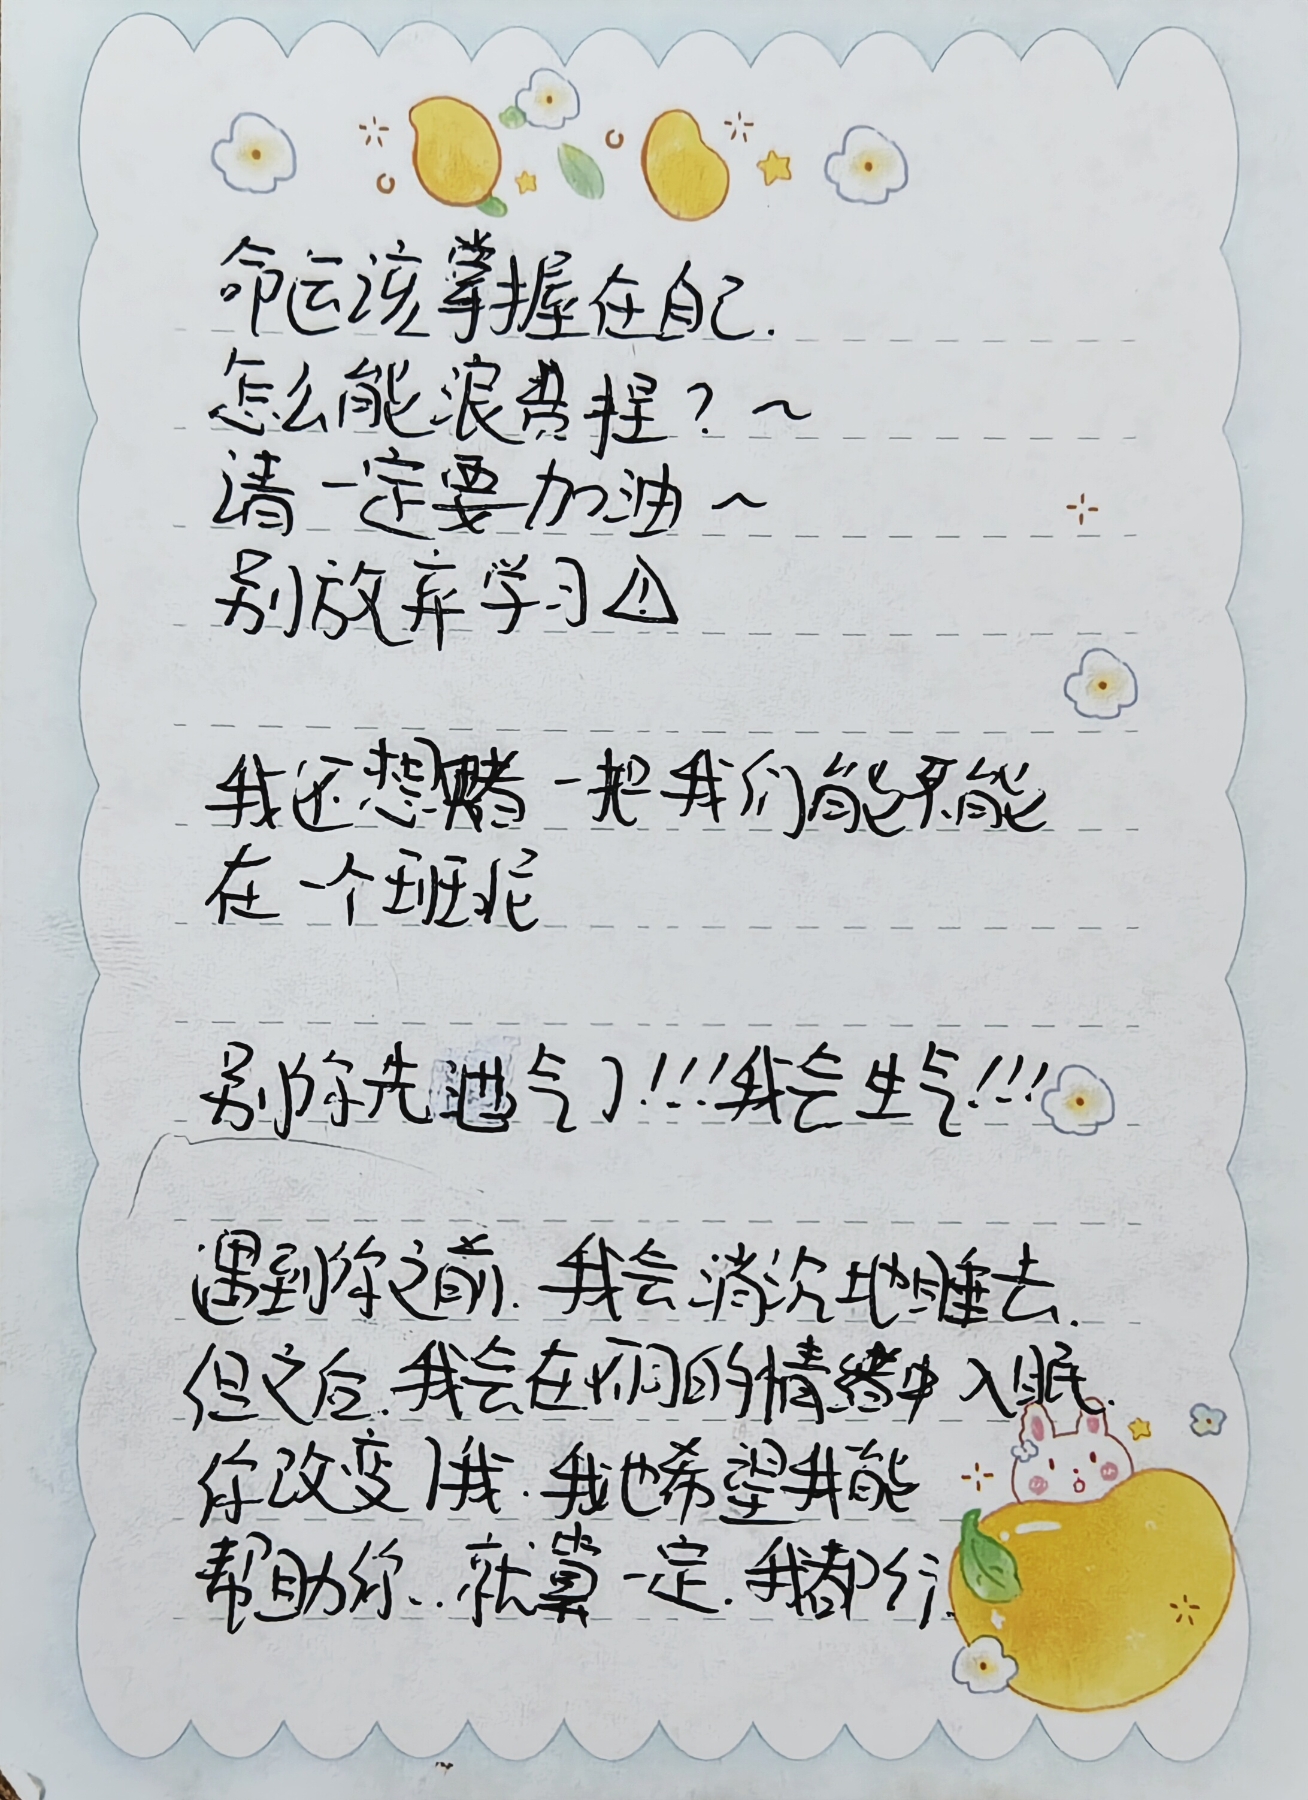 命运该掌握在自己.
怎么能浪费捏？～
请一定要加油～
别放弃学习⚠
我还想赌一把我们能不能
在一个班呢
别你先泄气了!!!我会生气!!!
遇到你之前.我会消沉地睡去.
但之后.我会在不同的情绪中入眠.
你改变了我.我也希望我能
帮助你..就算一定.我都行.